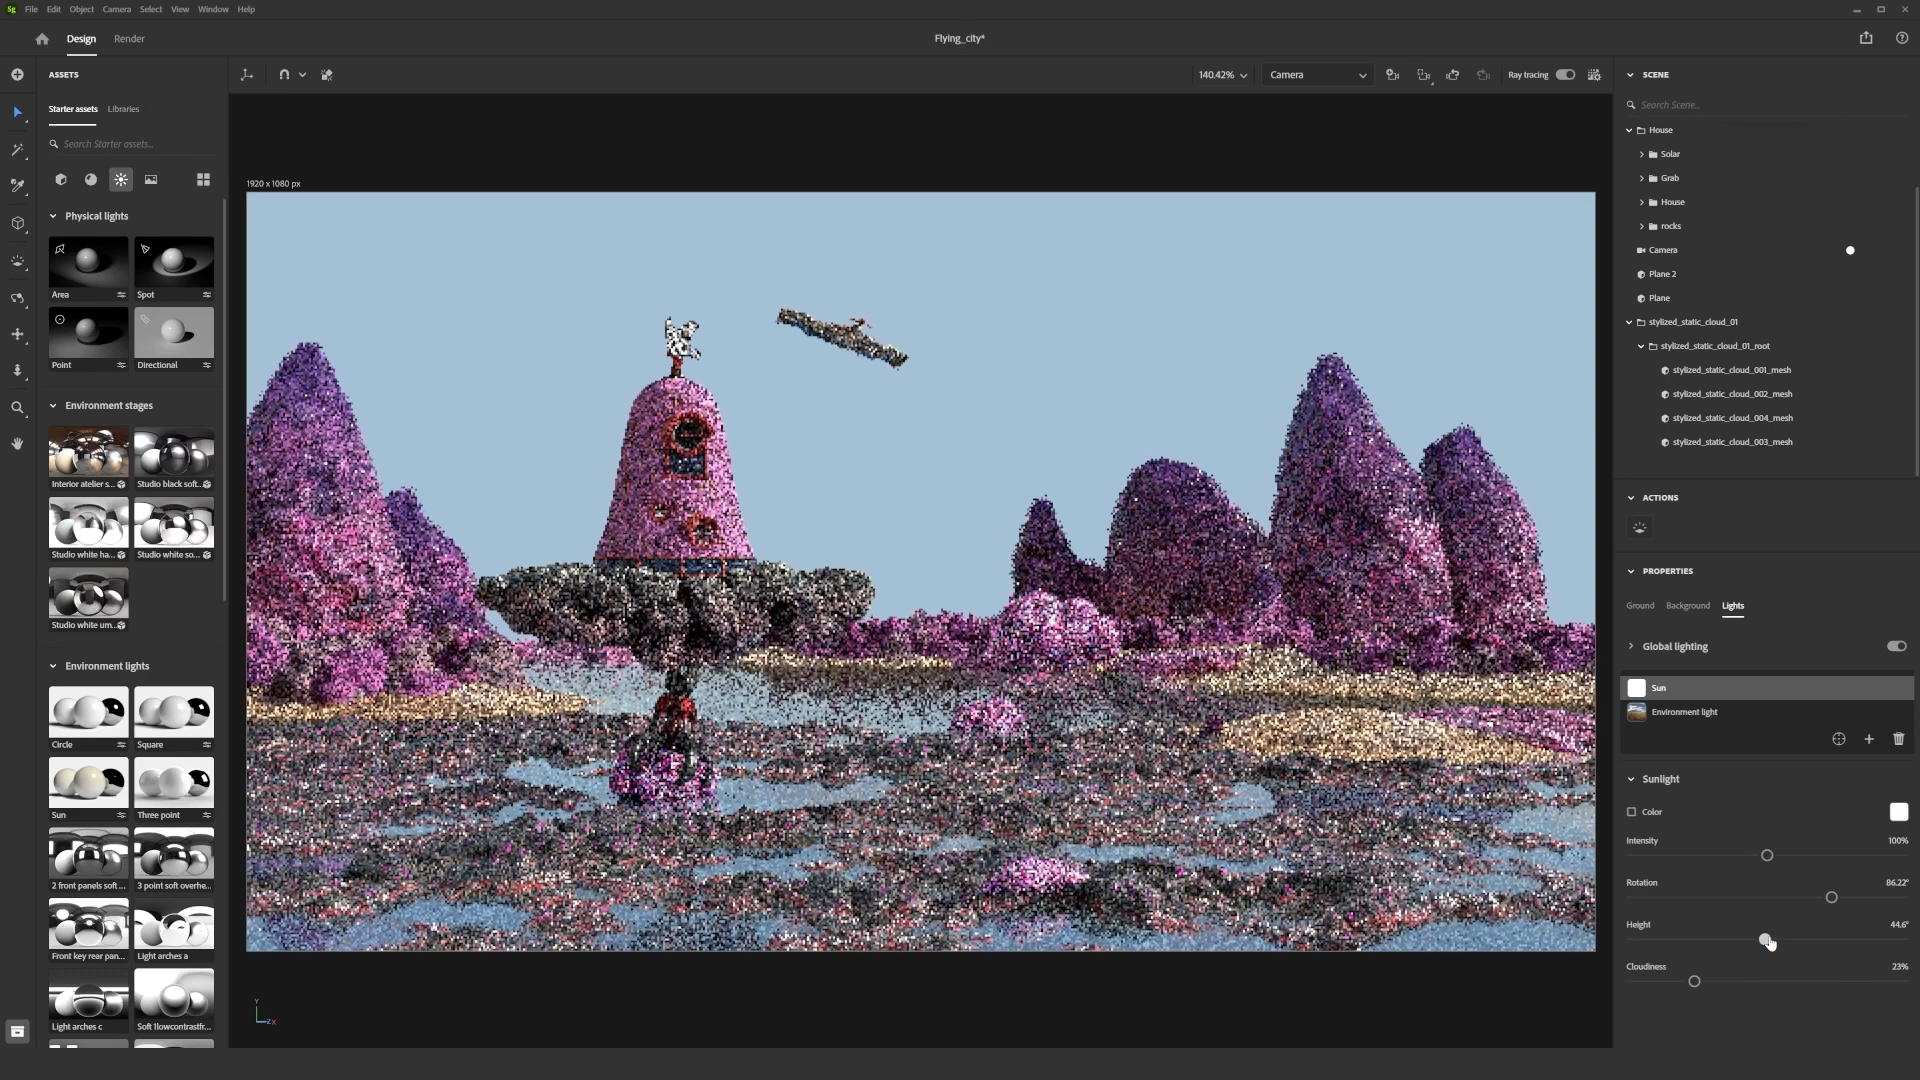 Sg File Edit Object Camera Select View Window Help
Design Render
Flying_city*
ASSETS
Starter assets Libraries
Search Starter assets...
Physical lights
Area Spot
Point Directional
Environment stages
Interior atelier s... Studio black soft...
Studio white ha... Studio white so...
Studio white um...
Environment lights
Circle Square
Sun Three point
2 front panels soft ... 3 point soft overhe...
Front key rear pan... Light arches a
Light arches c Soft 1lowcontrastfr...
140.42% Camera Ray tracing
1920 x 1080 px
Y
Z X
SCENE
Search Scene...
House
Solar
Grab
House
rocks
Camera
Plane 2
Plane
stylized_static_cloud_01
stylized_static_cloud_01_root
stylized_static_cloud_001_mesh
stylized_static_cloud_002_mesh
stylized_static_cloud_004_mesh
stylized_static_cloud_003_mesh
ACTIONS
PROPERTIES
Ground Background Lights
Global lighting
Sun
Environment light
Sunlight
Color
Intensity 100%
Rotation 86.22°
Height 44.6°
Cloudiness 23%